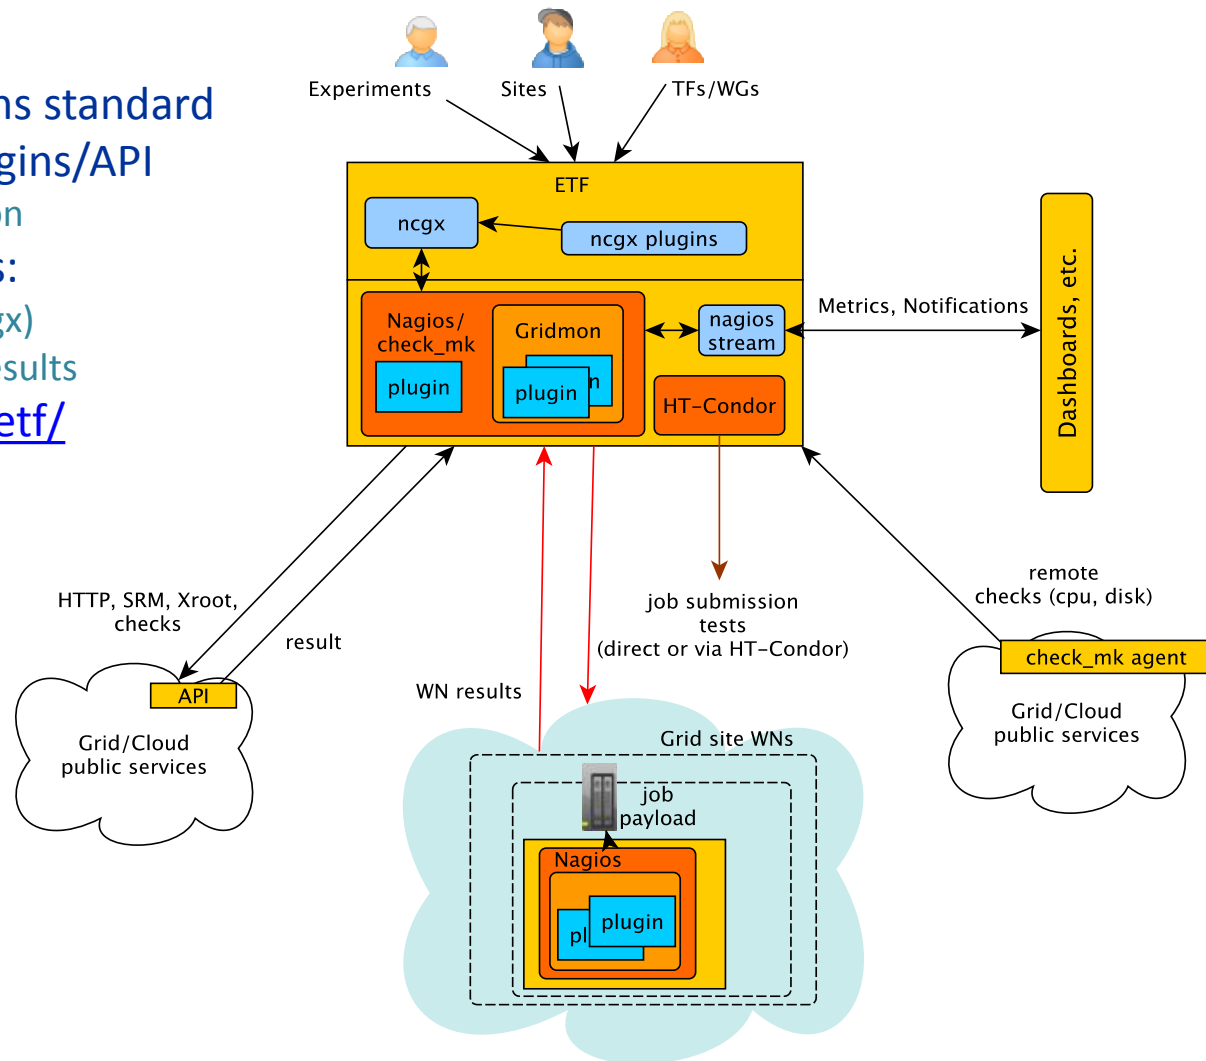 Experiments
Sites
TFs/WGs
ns standard
gins/API
on
s:
gx)
esults
etf/
ETF
ncgx
ncgx plugins
Nagios/
check_mk
plugin
Gridmon
plugin
n
nagios
stream
HT-Condor
Metrics, Notifications
Dashboards, etc.
HTTP, SRM, Xroot,
checks
result
API
Grid/Cloud
public services
WN results
job submission
tests
(direct or via HT-Condor)
remote
checks (cpu, disk)
check_mk agent
Grid/Cloud
public services
Grid site WNs
job
payload
Nagios
pl
plugin